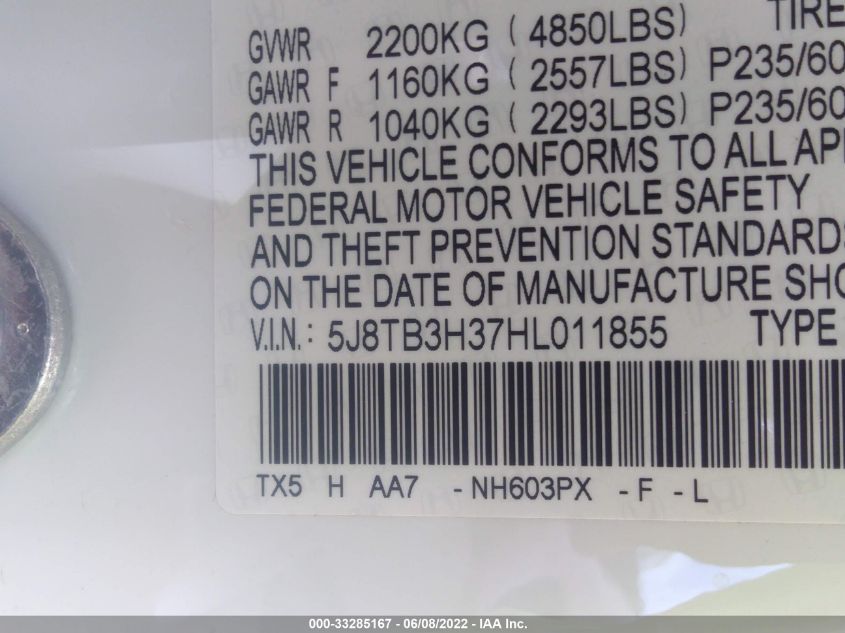 TIRE
GVWR 2200KG ( 4850LBS)
GAWR F 1160KG ( 2557LBS) P235/60
GAWR R 1040KG ( 2293LBS) P235/60
THIS VEHICLE CONFORMS TO ALL
FEDERAL MOTOR VEHICLE SAFETY
AND THEFT PREVENTION STANDARDS
ON THE DATE OF MANUFACTURE
V.I.N.: 5J8TB3H37HL011855 TYPE
TX5 H AA7 - NH603PX - F - L
000-33285167 - 06/08/2022 - IAA Inc.